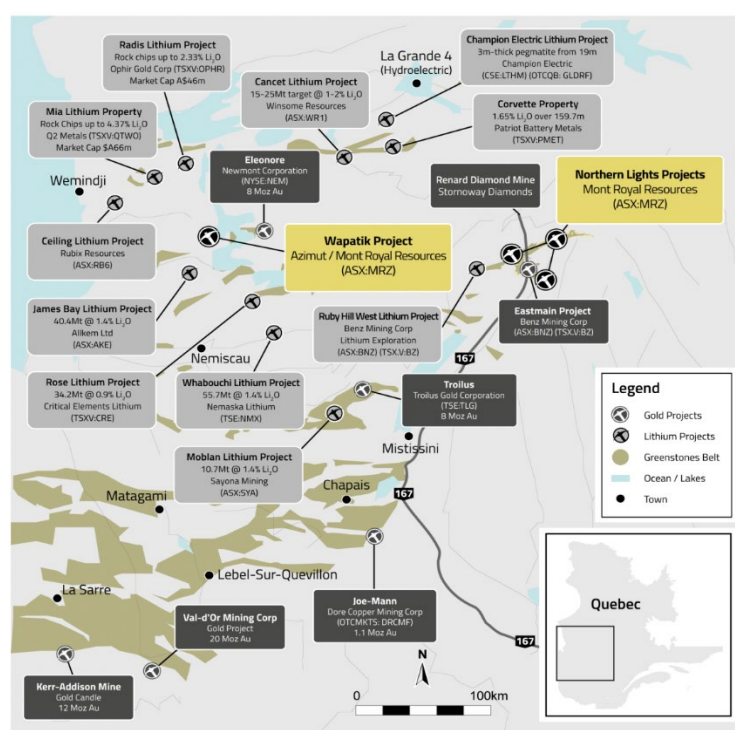 Radis Lithium Project
Rock chips up to 2.33% Li₂O
Ophir Gold Corp (TSXV:OPHR)
Market Cap A$46m
La Grande 4
(Hydroelectric)
Champion Electric Lithium Project
3m-thick pegmatite from 19m
Champion Electric
(CSE:LTHM) (OTCQB: GLDRF)
Cancet Lithium Project
15-25Mt target @ 1-2% Li₂O
Winsome Resources
(ASX:WR1)
Mia Lithium Property
Rock Chips up to 4.37% Li₂O
Q2 Metals (TSXV:QTWO)
Market Cap $A66m
Corvette Property
1.65% Li₂O over 159.7m
Patriot Battery Metals
(TSXV:PMET)
Wemindji
Eleonore
Newmont Corporation
(NYSE:NEM)
8 Moz Au
Renard Diamond Mine
Stornoway Diamonds
Northern Lights Projects
Mont Royal Resources
(ASX:MRZ)
Ceiling Lithium Project
Rubix Resources
(ASX:RB6)
Wapatik Project
Azimut / Mont Royal Resources
(ASX:MRZ)
James Bay Lithium Project
40.4Mt @ 1.4% Li₂O
Allkem Ltd
(ASX:AKE)
Ruby Hill West Lithium Project
Benz Mining Corp
Lithium Exploration
(ASX:BNZ) (TSX.V:BZ)
Eastmain Project
Benz Mining Corp
(ASX:BNZ) (TSX.V:BZ)
Nemiscau
167
Rose Lithium Project
34.2Mt @ 0.9% Li₂O
Critical Elements Lithium
(TSXV:CRE)
Whabouchi Lithium Project
55.7Mt @ 1.4% Li₂O
Nemaska Lithium
(TSE:NMX)
Troilus
Troilus Gold Corporation
(TSE:TLG)
8 Moz Au
Moblan Lithium Project
10.7Mt @ 1.4% Li₂O
Sayona Mining
(ASX:SYA)
Mistissini
Legend
Gold Projects
Lithium Projects
Greenstones Belt
Ocean / Lakes
Town
Matagami
Chapais
167
Lebel-Sur-Quevillon
La Sarre
Val-d'Or Mining Corp
Gold Project
20 Moz Au
Joe-Mann
Dore Copper Mining Corp
(OTCMKTS: DRCMF)
1.1 Moz Au
167
Quebec
Kerr-Addison Mine
Gold Candle
12 Moz Au
N
0 100km